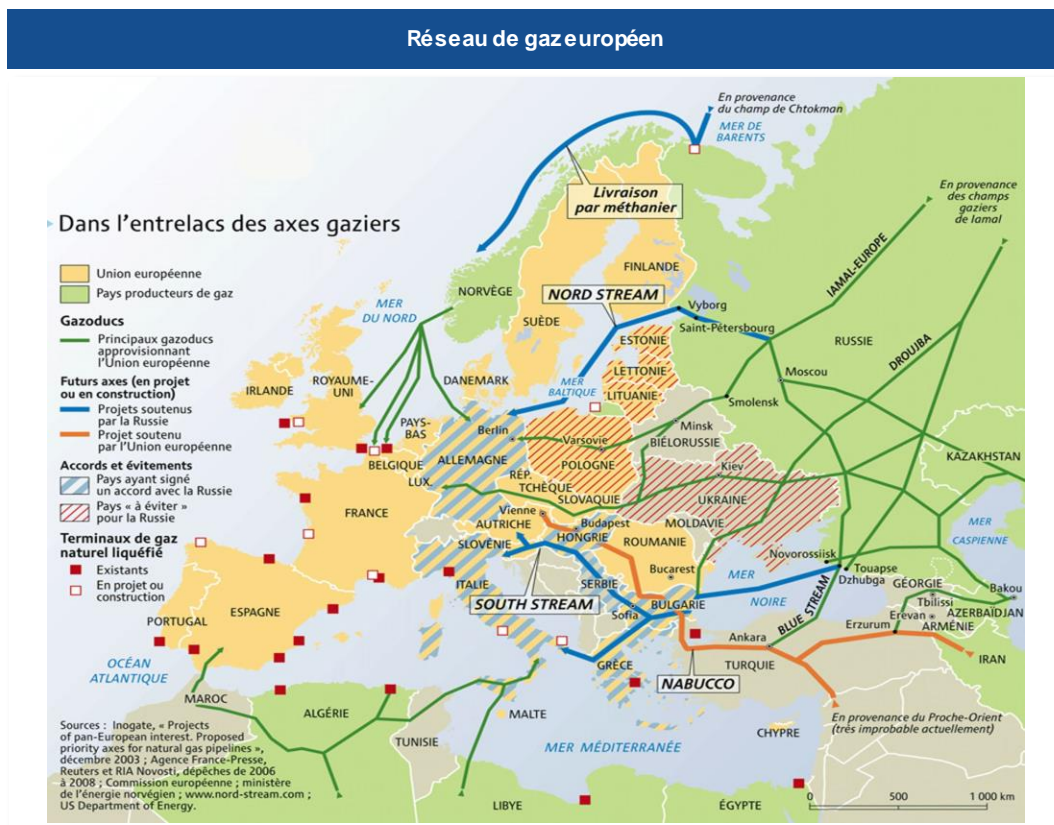 Réseau de gaz européen
En provenance
du champ de Chtokman
MER DE
BARENTS
En provenance
des champs
gaziers
de Iamal
Livraison
par méthanier
Dans l'entrelacs des axes gaziers
Union européenne
Pays producteurs de gaz
Gazoducs
Principaux gazoducs
approvisionnant
l'Union européenne
Futurs axes (en projet
ou en construction)
Projets soutenus
par la Russie
Projet soutenu
par l'Union européenne
Accords et évitements
Pays ayant signé
un accord avec la Russie
Pays « à éviter »
pour la Russie
Terminaux de gaz
naturel liquéfié
Existants
En projet ou
construction
FINLANDE
NORVÈGE
NORD STREAM
SUÈDE
Vyborg
Saint-Pétersbourg
IAMAL-EUROPE
MER
DU NORD
ESTONIE
RUSSIE
DROUJBA
LETTONIE
LITUANIE
Moscou
IRLANDE
ROYAUME-
UNI
DANEMARK
MER
BALTIQUE
Smolensk
PAYS-
BAS
Berlin
Varsovie
Minsk
BIÉLORUSSIE
BELGIQUE
ALLEMAGNE
POLOGNE
LUX.
RÉP.
TCHÈQUE
SLOVAQUIE
Kiev
UKRAINE
KAZAKHSTAN
FRANCE
Vienne
AUTRICHE
Budapest
HONGRIE
MOLDAVIE
SLOVÉNIE
ROUMANIE
MER
CASPIENNE
ITALIE
SERBIE
Bucarest
Novorossiisk
Touapse
Dzhubga
GÉORGIE
SOUTH STREAM
BULGARIE
MER
NOIRE
BLUE STREAM
Tbilissi
Bakou
AZERBAÏDJAN
ESPAGNE
PORTUGAL
Sofia
Erevan
ARMÉNIE
Erzurum
Ankara
TURQUIE
IRAN
OCÉAN
ATLANTIQUE
GRÈCE
NABUCCO
MAROC
ALGÉRIE
MALTE
TUNISIE
CHYPRE
En provenance du Proche-Orient
(très improbable actuellement)
MER MÉDITERRANÉE
LIBYE
ÉGYPTE
0 500 1 000 km
Sources : Inogate, « Projects
of pan-European interest. Proposed
priority axes for natural gas pipelines »,
décembre 2003 ; Agence France-Presse,
Reuters et RIA Novosti, dépêches de 2006
à 2008 ; Commission européenne ; ministère
de l'énergie norvégien ; www.nord-stream.com ;
US Department of Energy.